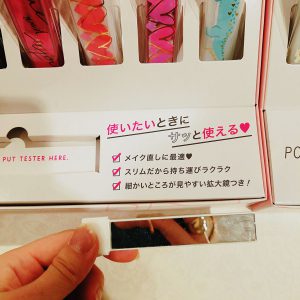 使いたいときに
サッと使える♥
メイク直しに最適♥
スリムだから持ち運びラクラク
細かいところが見やすい拡大鏡つき！
PUT TESTER HERE.